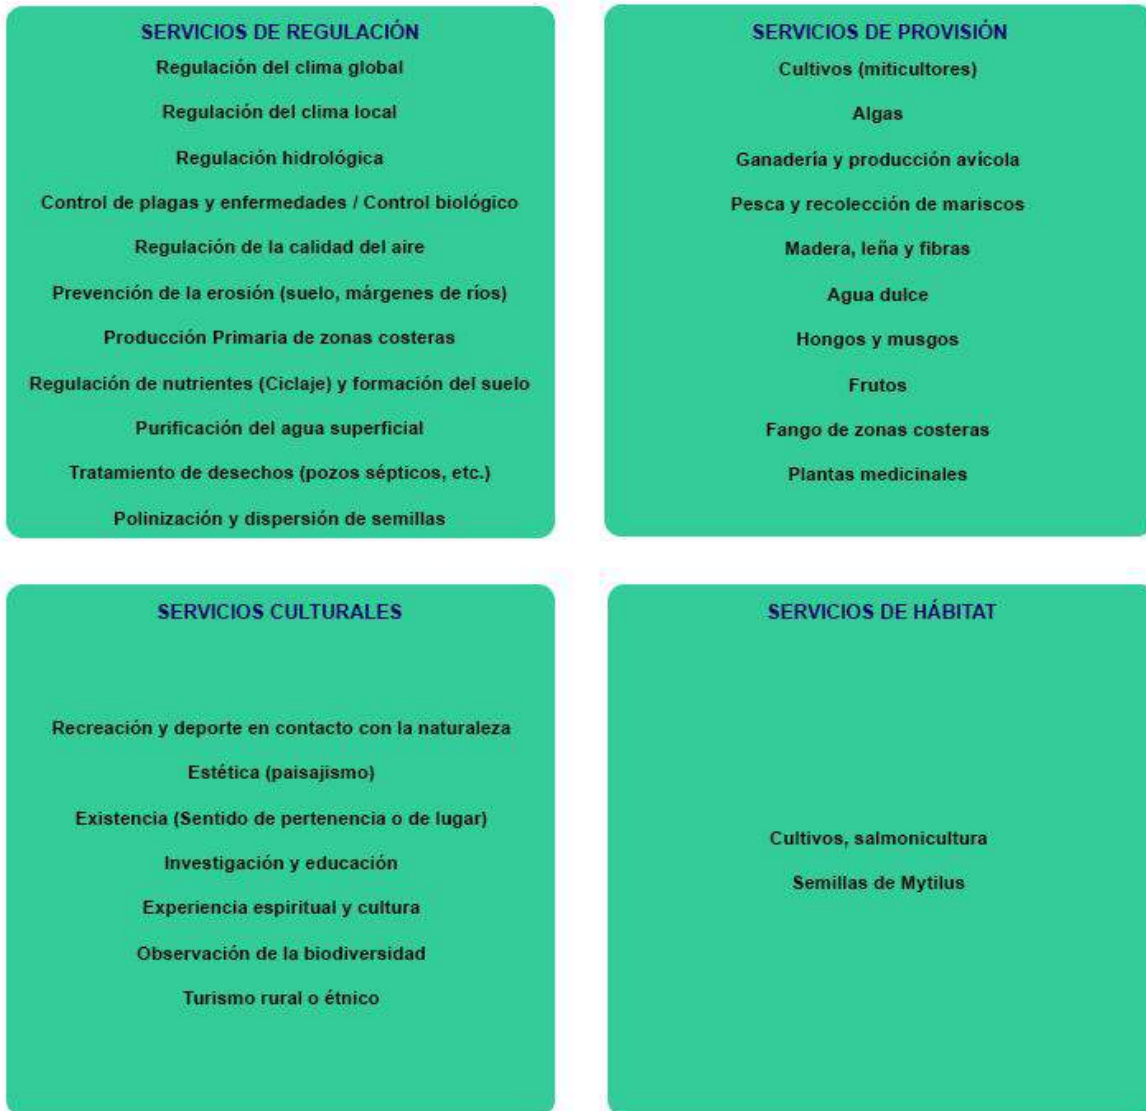 SERVICIOS DE REGULACIÓN
Regulación del clima global
Regulación del clima local
Regulación hidrológica
Control de plagas y enfermedades / Control biológico
Regulación de la calidad del aire
Prevención de la erosión (suelo, márgenes de ríos)
Producción Primaria de zonas costeras
Regulación de nutrientes (Ciclaje) y formación del suelo
Purificación del agua superficial
Tratamiento de desechos (pozos sépticos, etc.)
Polinización y dispersión de semillas
SERVICIOS DE PROVISIÓN
Cultivos (miticultores)
Algas
Ganadería y producción avícola
Pesca y recolección de mariscos
Madera, leña y fibras
Agua dulce
Hongos y musgos
Frutos
Fango de zonas costeras
Plantas medicinales
SERVICIOS CULTURALES
Recreación y deporte en contacto con la naturaleza
Estética (paisajismo)
Existencia (Sentido de pertenencia o de lugar)
Investigación y educación
Experiencia espiritual y cultura
Observación de la biodiversidad
Turismo rural o étnico
SERVICIOS DE HÁBITAT
Cultivos, salmonicultura
Semillas de Mytilus